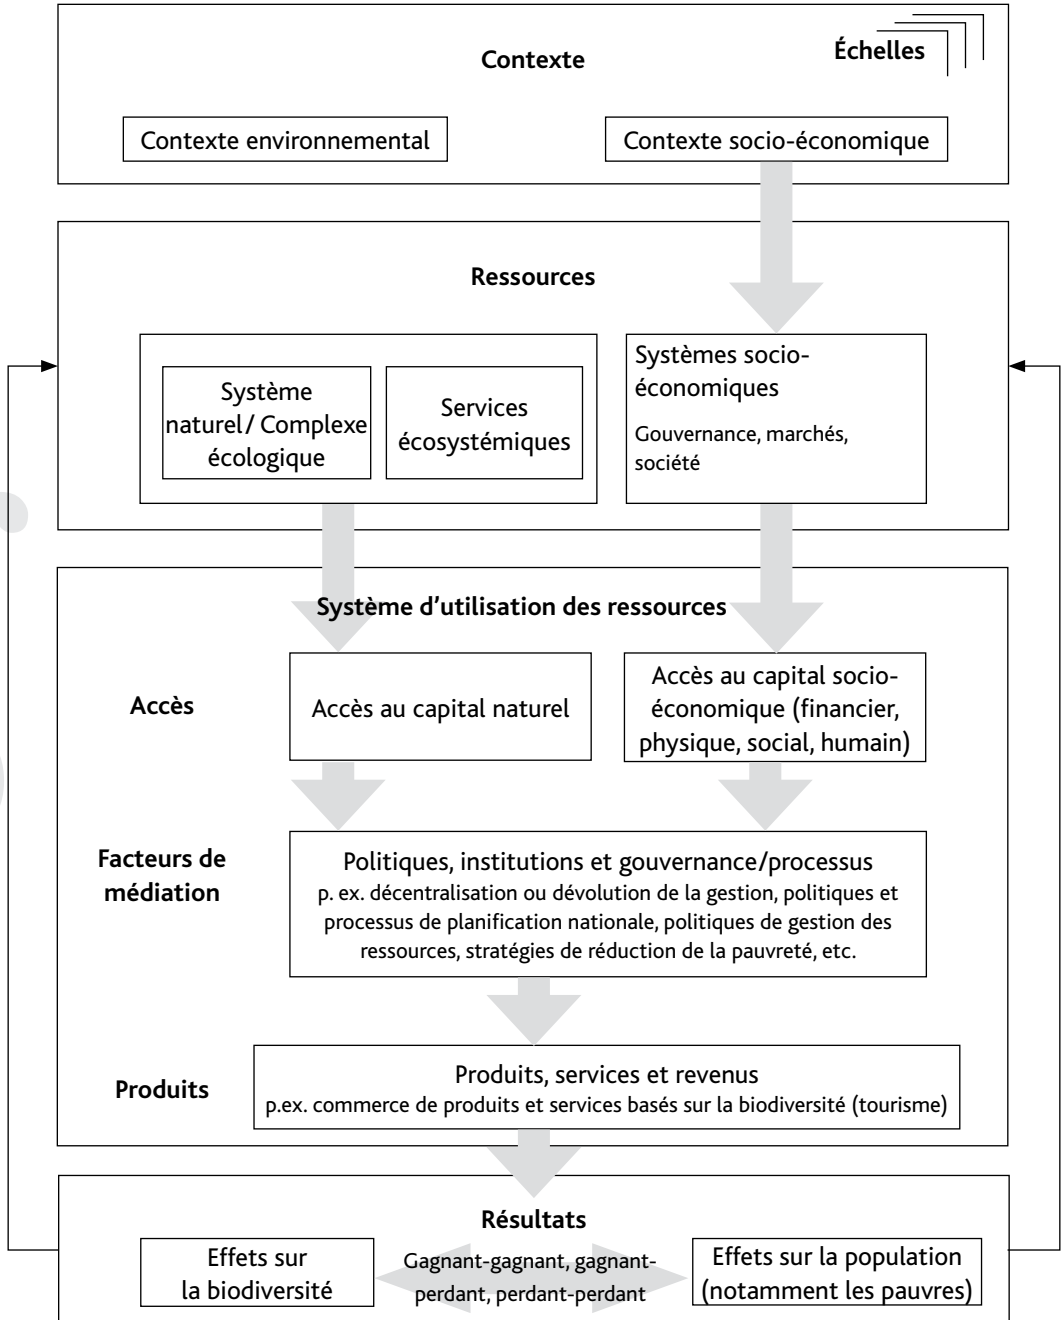 Contexte
Échelles
Contexte environnemental
Contexte socio-économique
Ressources
Système
naturel / Complexe
écologique
Services
écosystémiques
Systèmes socio-
économiques
Gouvernance, marchés,
société
Système d'utilisation des ressources
Accès
Accès au capital naturel
Accès au capital socio-
économique (financier,
physique, social, humain)
Facteurs de
médiation
Politiques, institutions et gouvernance/processus
p. ex. décentralisation ou dévolution de la gestion, politiques et
processus de planification nationale, politiques de gestion des
ressources, stratégies de réduction de la pauvreté, etc.
Produits
Produits, services et revenus
p.ex. commerce de produits et services basés sur la biodiversité (tourisme)
Résultats
Effets sur
la biodiversité
Gagnant-gagnant, gagnant-
perdant, perdant-perdant
Effets sur la population
(notamment les pauvres)